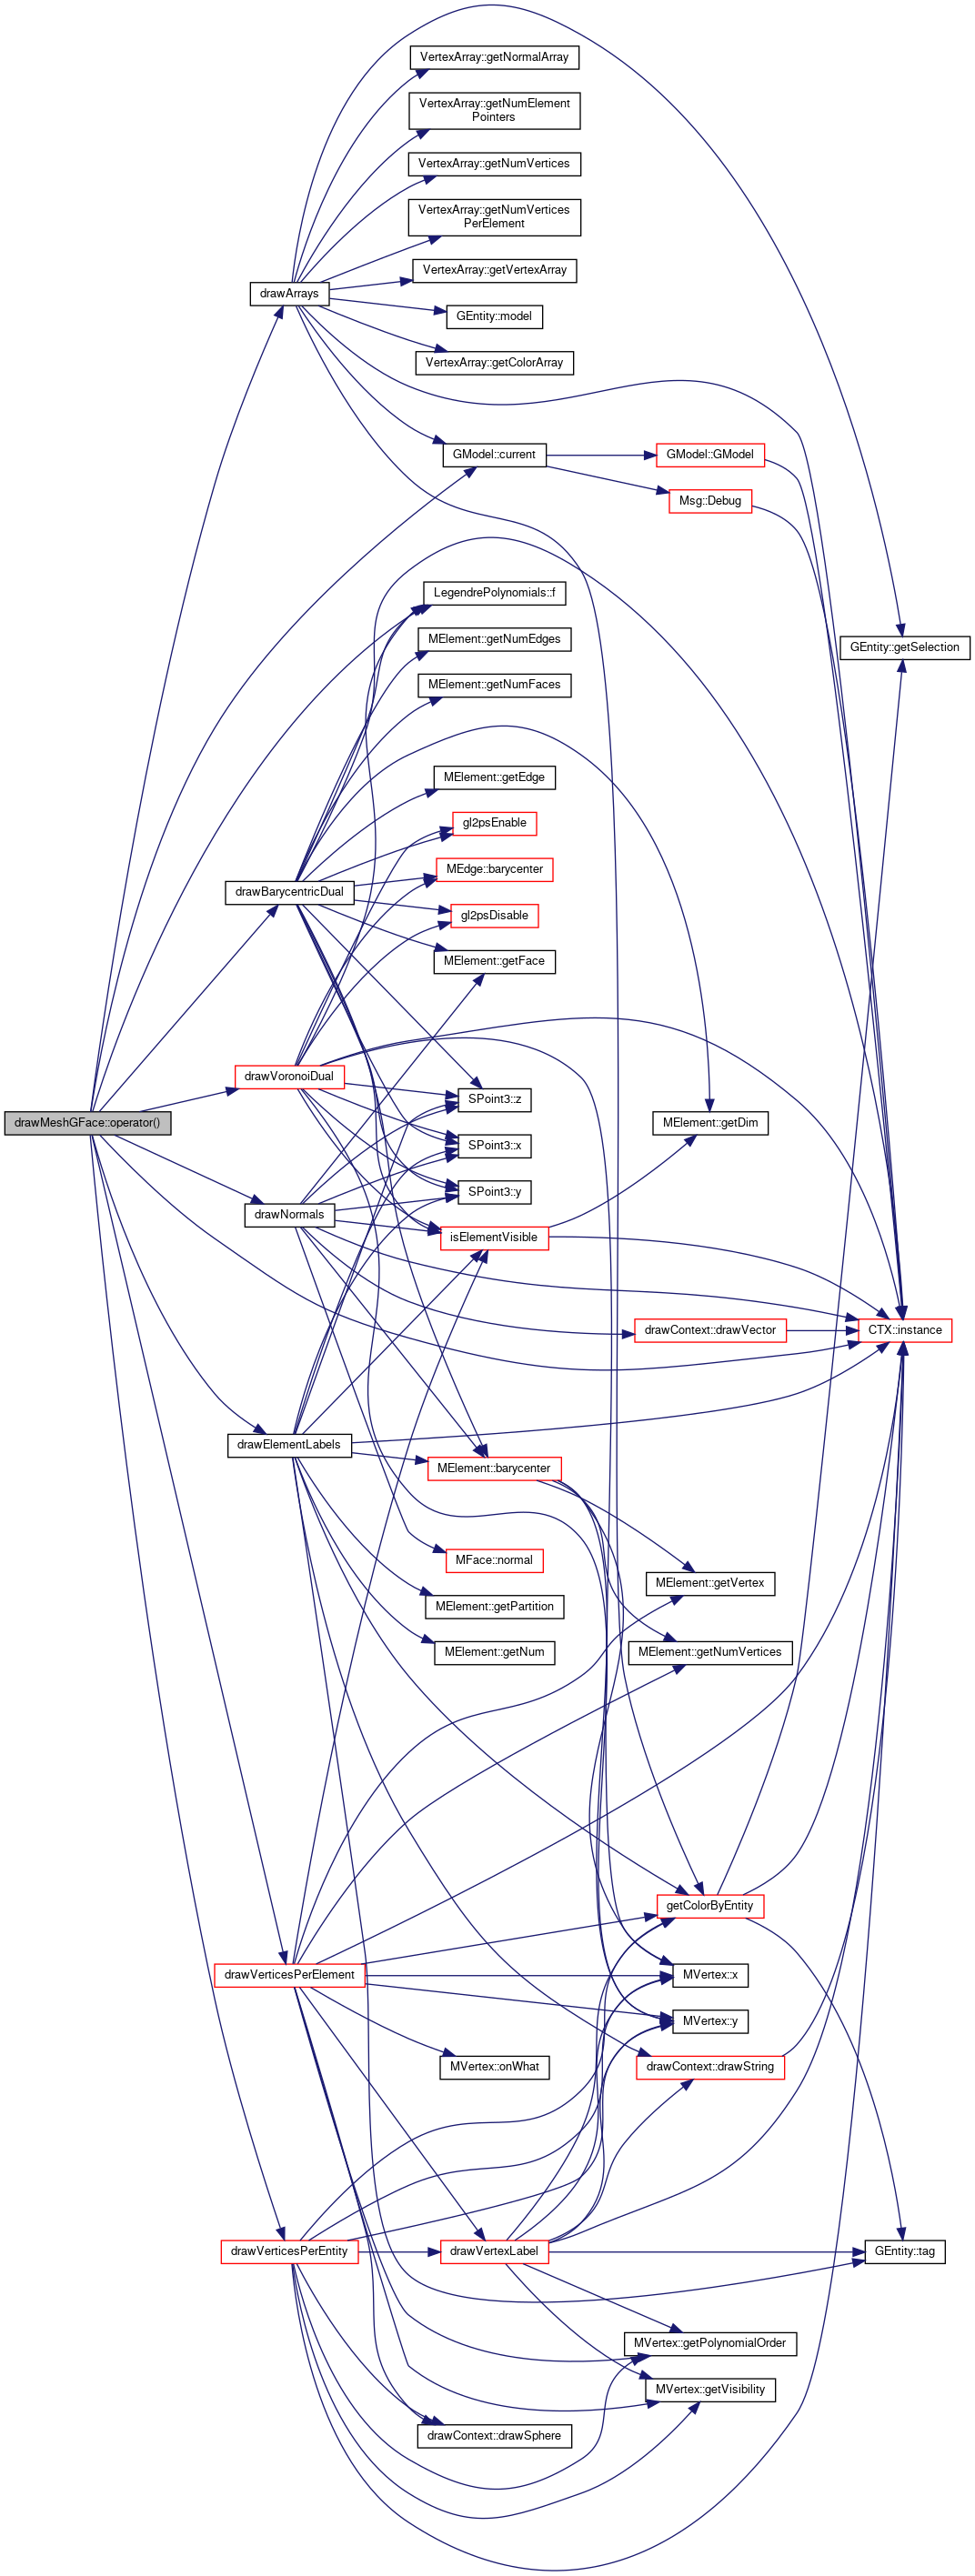 VertexArray::getNormalArray
VertexArray::getNumElement
Pointers
VertexArray::getNumVertices
VertexArray::getNumVertices
PerElement
VertexArray::getVertexArray
drawArrays
GEntity::model
VertexArray::getColorArray
GModel::current
GModel::GModel
Msg::Debug
LegendrePolynomials::f
MElement::getNumEdges
GEntity::getSelection
MElement::getNumFaces
MElement::getEdge
gl2psEnable
MEdge::barycenter
drawBarycentricDual
gl2psDisable
MElement::getFace
drawVoronoiDual
SPoint3::z
drawMeshGFace::operator()
MElement::getDim
SPoint3::x
SPoint3::y
drawNormals
isElementVisible
drawContext::drawVector
CTX::instance
drawElementLabels
MElement::barycenter
MFace::normal
MElement::getVertex
MElement::getPartition
MElement::getNum
MElement::getNumVertices
getColorByEntity
drawVerticesPerElement
MVertex::x
MVertex::y
MVertex::onWhat
drawContext::drawString
drawVerticesPerEntity
drawVertexLabel
GEntity::tag
MVertex::getPolynomialOrder
MVertex::getVisibility
drawContext::drawSphere